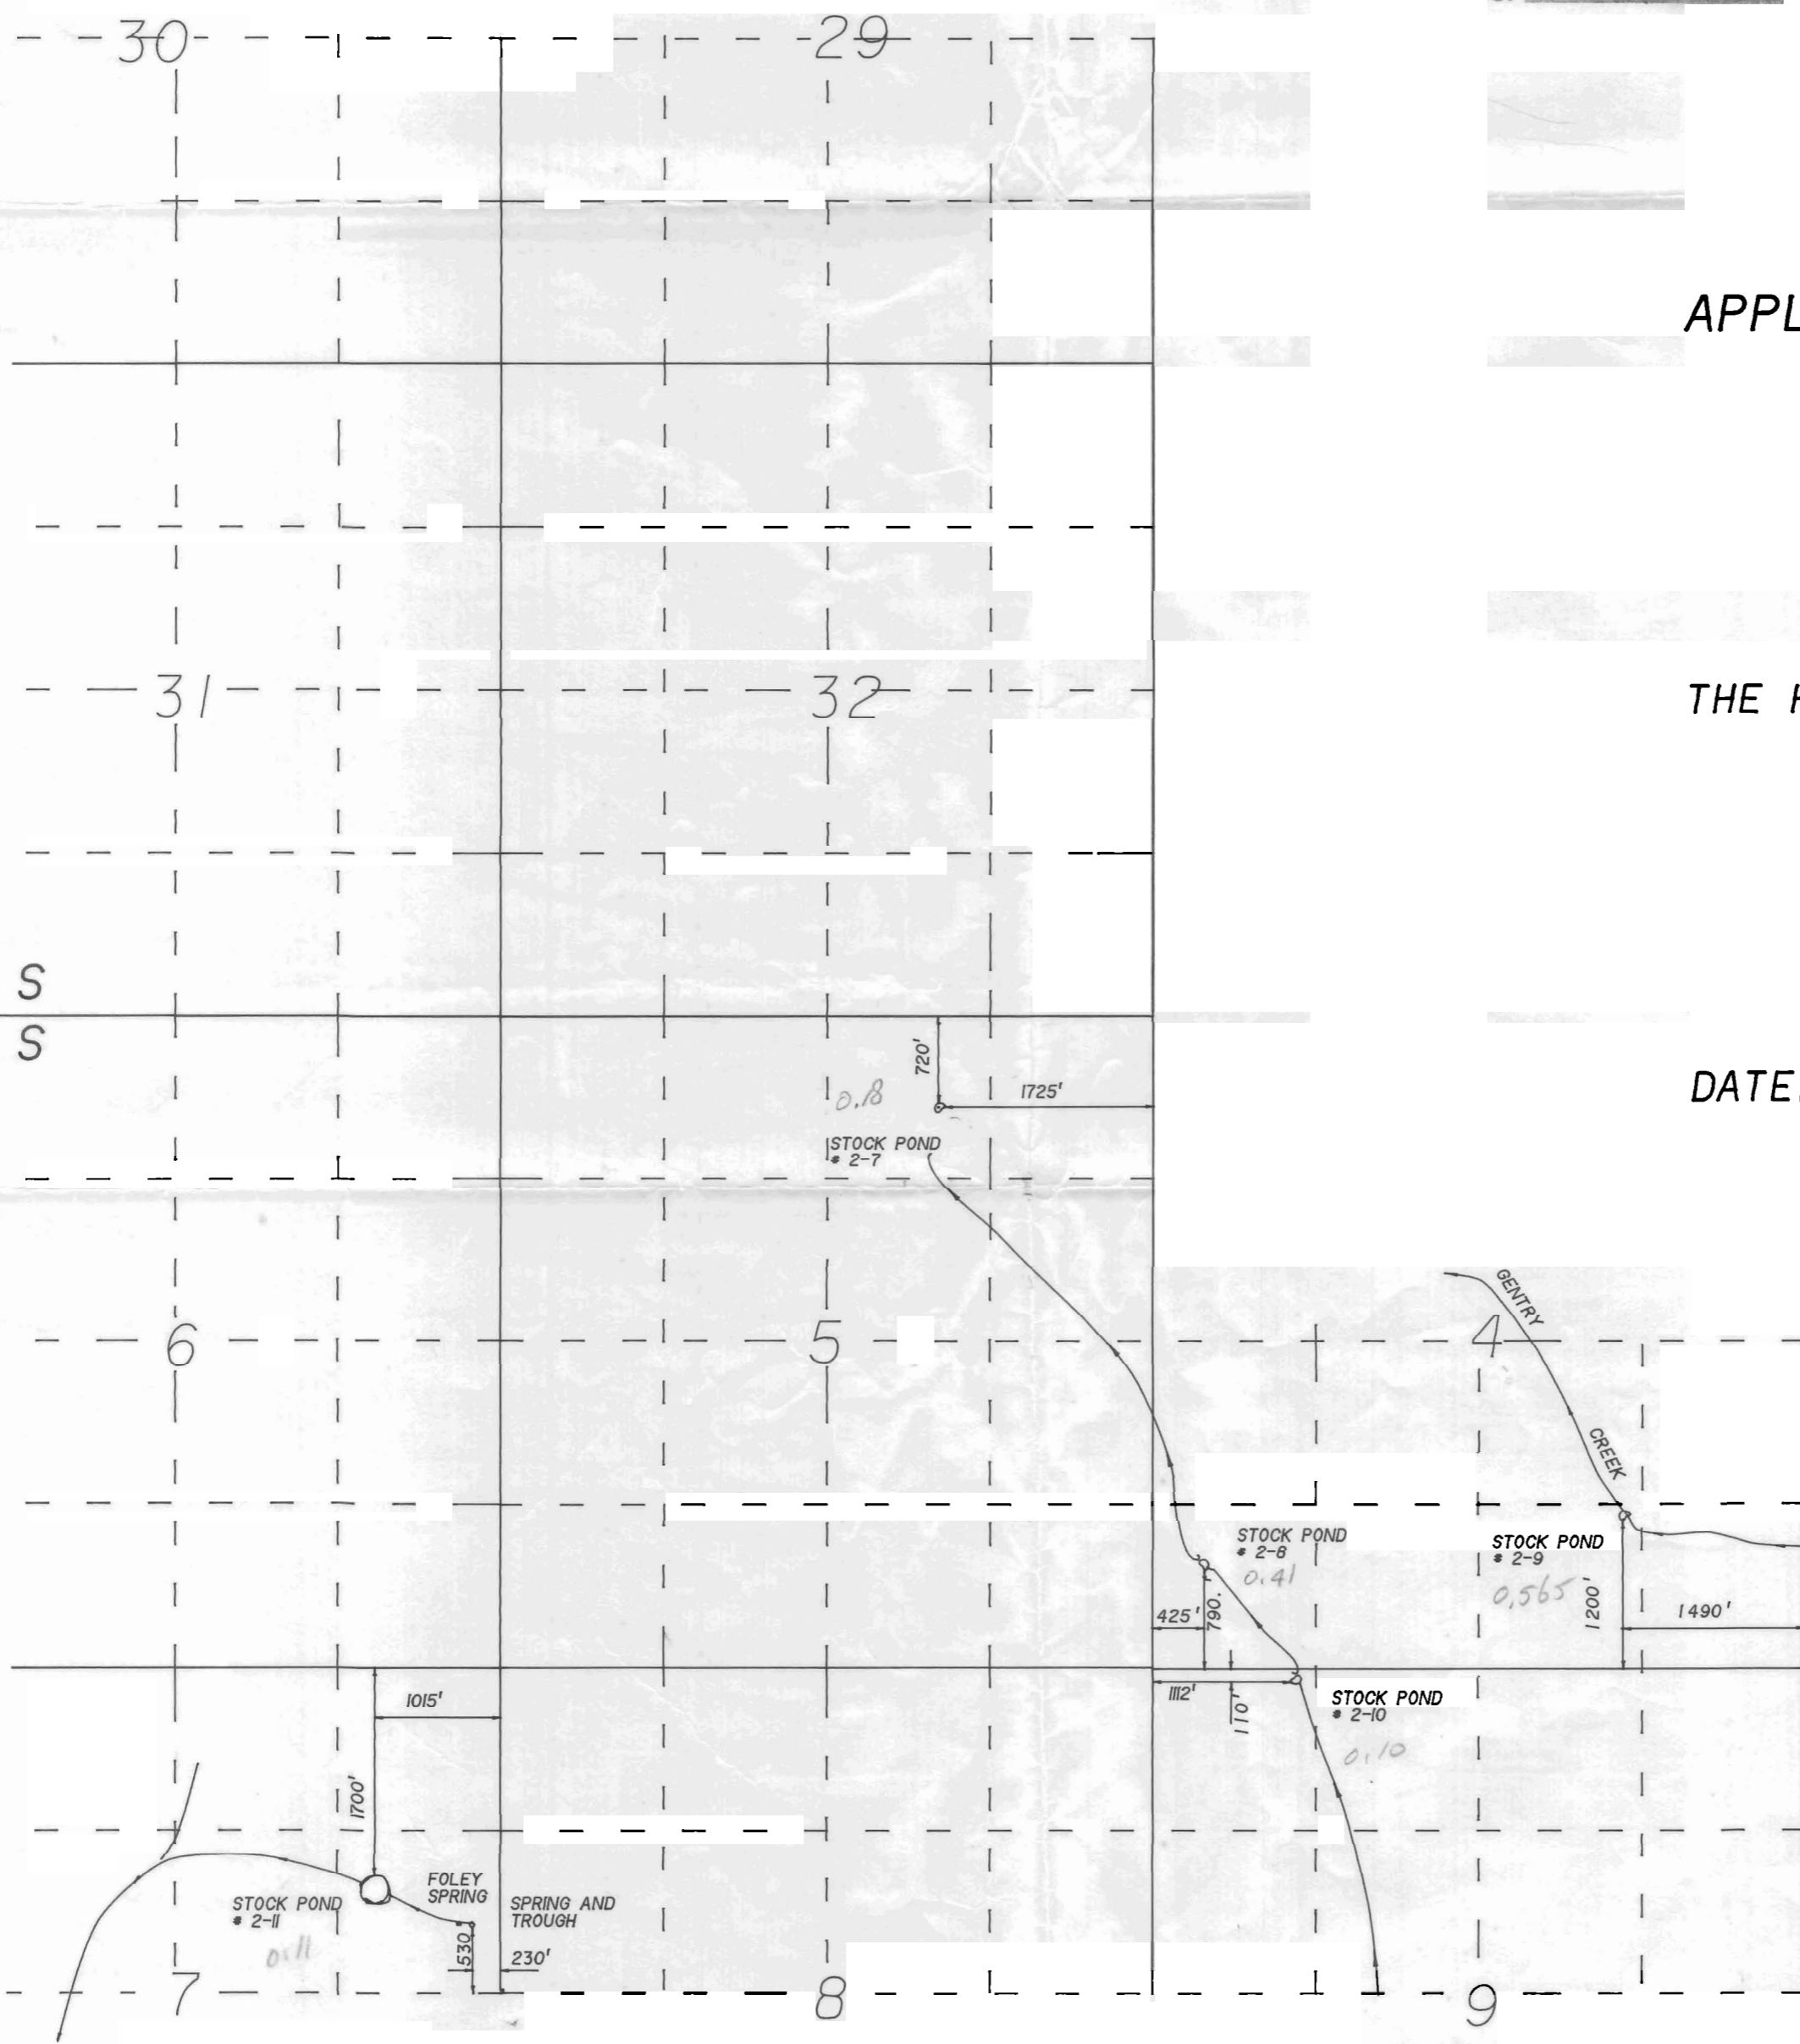 30
29
APPL
31
32
THE
S
S
720'
1725'
0.18
STOCK POND
# 2-7
DATE
GENTRY
6
5
4
CREEK
STOCK POND
# 2-8
0.41
STOCK POND
# 2-9
0.565
425'
790.'
1200'
1490'
1015'
1112'
110'
STOCK POND
# 2-10
0.10
1700'
FOLEY
SPRING
STOCK POND
# 2-11
0.11
SPRING AND
TROUGH
530
230'
7
8
9